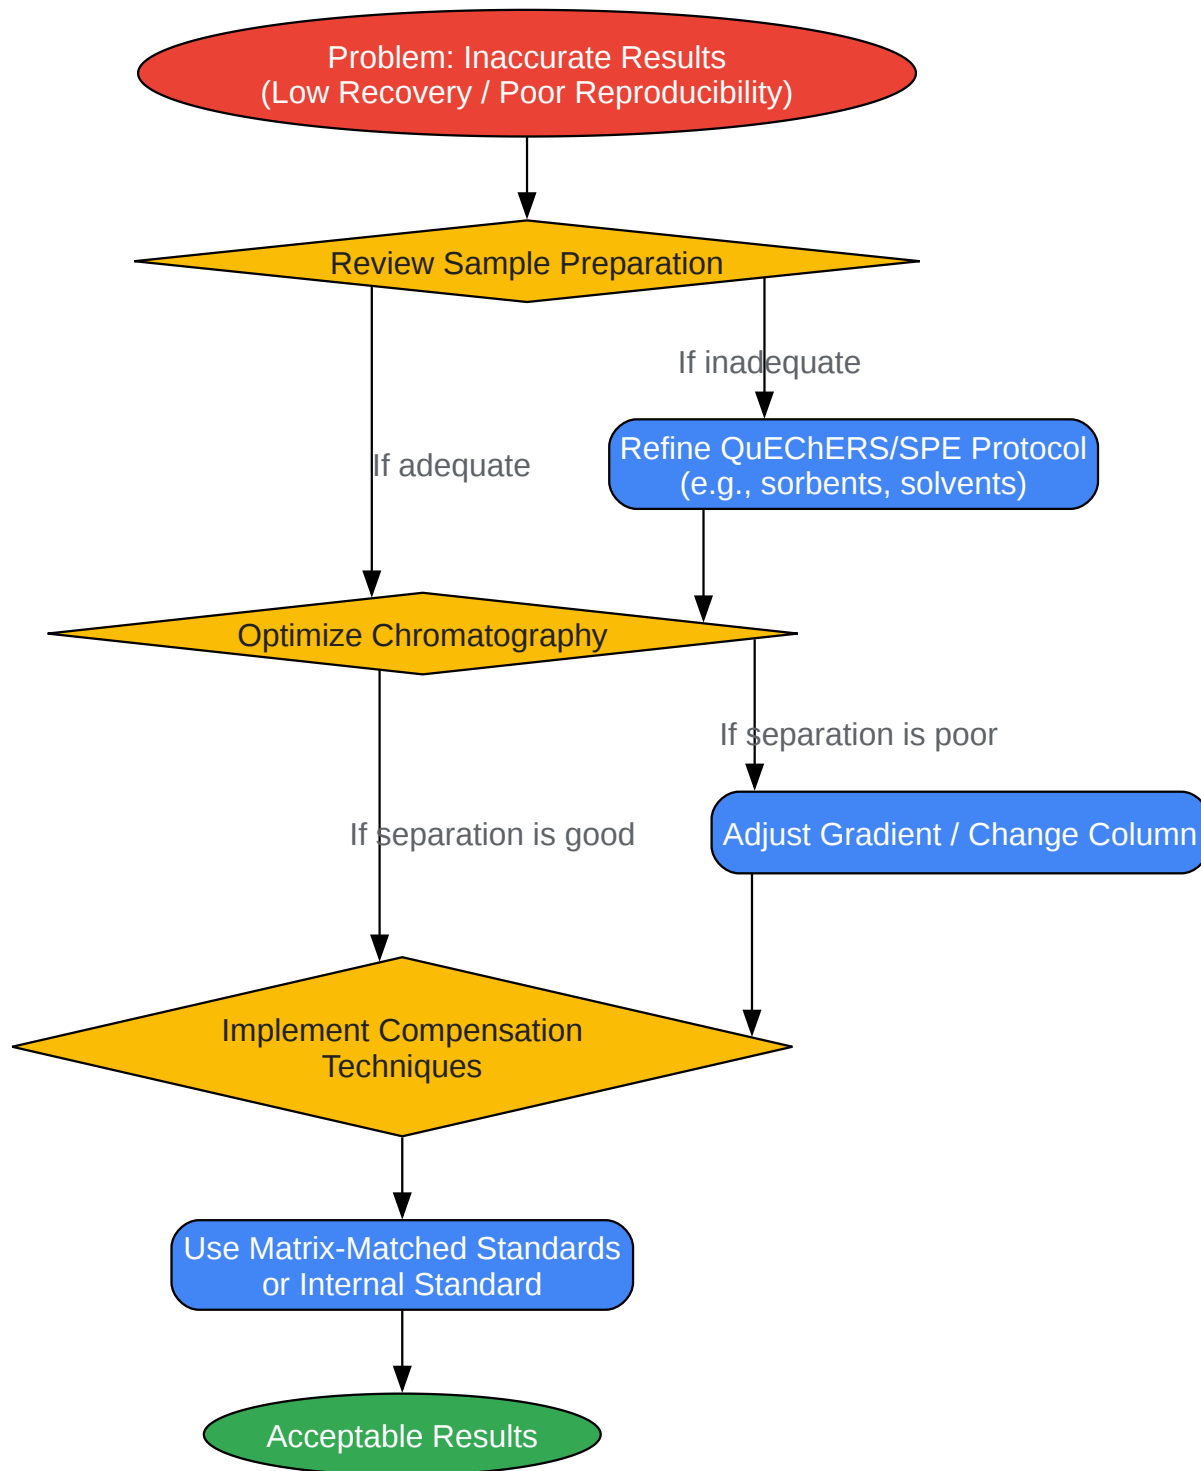 Problem: Inaccurate Results
(Low Recovery / Poor Reproducibility)
Review Sample Preparation
If inadequate
If adequate
Refine QuEChERS/SPE Protocol
(e.g., sorbents, solvents)
Optimize Chromatography
If separation is poor
If separation is good
Adjust Gradient / Change Column
Implement Compensation
Techniques
Use Matrix-Matched Standards
or Internal Standard
Acceptable Results